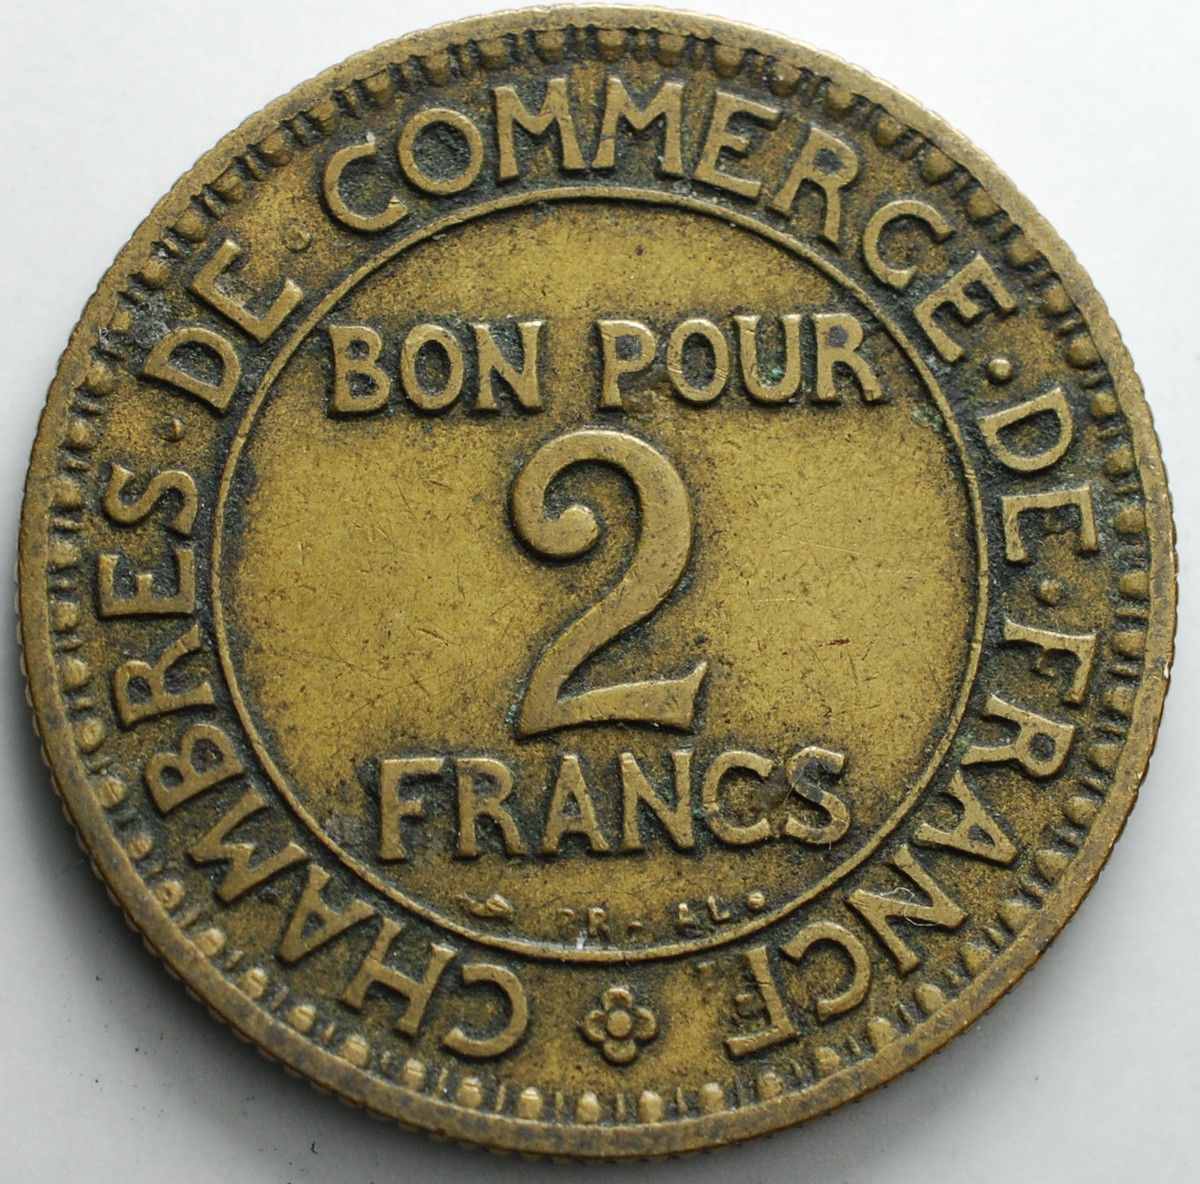 CHAMBRES · DE · COMMERCE · DE · FRANCE
BON POUR
2
FRANCS